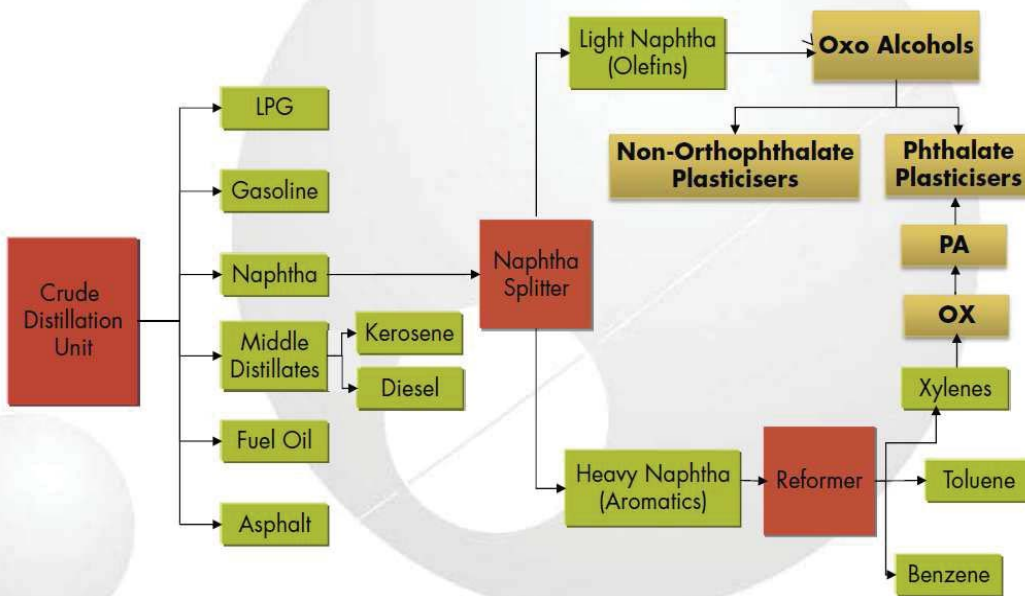 Crude
Distillation
Unit
LPG
Gasoline
Naphtha
Middle
Distillates
Kerosene
Diesel
Fuel Oil
Asphalt
Naphtha
Splitter
Light Naphtha
(Olefins)
Oxo Alcohols
Non-Orthophthalate
Plasticisers
Phthalate
Plasticisers
PA
OX
Xylenes
Heavy Naphtha
(Aromatics)
Reformer
Toluene
Benzene